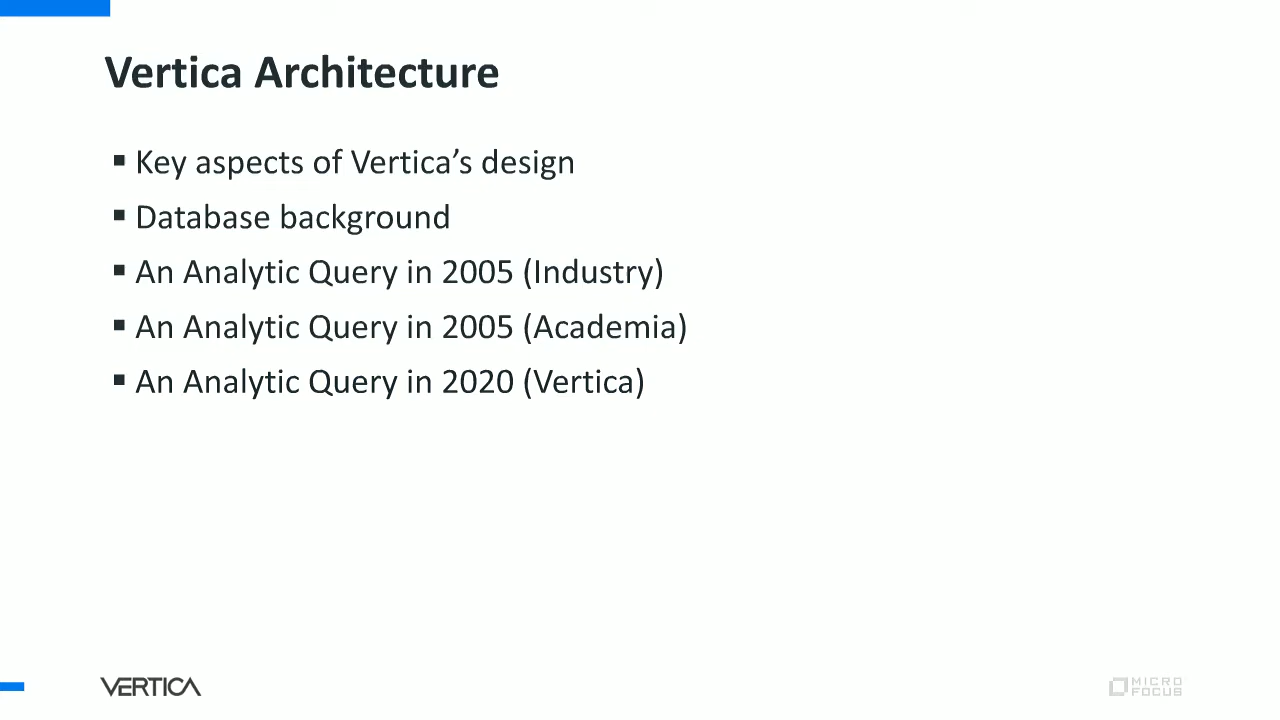 Vertica Architecture
▪ Key aspects of Vertica’s design
▪ Database background
▪ An Analytic Query in 2005 (Industry)
▪ An Analytic Query in 2005 (Academia)
▪ An Analytic Query in 2020 (Vertica)
VERTICA
MICRO
FOCUS